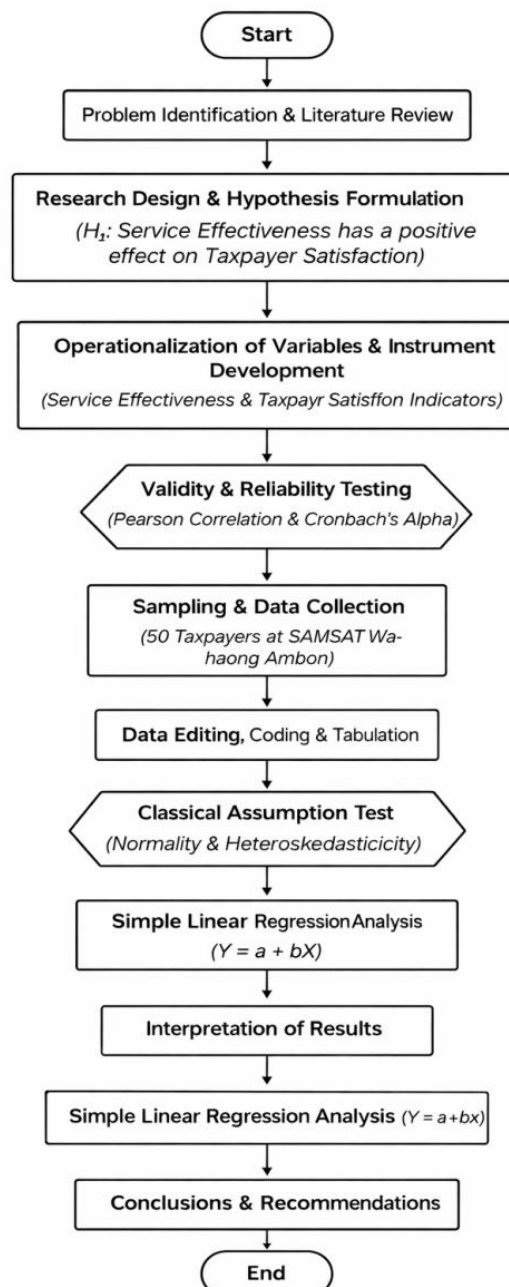 Start
Problem Identification & Literature Review
Research Design & Hypothesis Formulation
(H₁: Service Effectiveness has a positive
effect on Taxpayer Satisfaction)
Operationalization of Variables & Instrument
Development
(Service Effectiveness & Taxpayr Satisffon Indicators)
Validity & Reliability Testing
(Pearson Correlation & Cronbach's Alpha)
Sampling & Data Collection
(50 Taxpayers at SAMSAT Wa-
haong Ambon)
Data Editing, Coding & Tabulation
Classical Assumption Test
(Normality & Heteroskedasticicity)
Simple Linear Regression Analysis
(Y = a + bX)
Interpretation of Results
Simple Linear Regression Analysis (Y = a+bx)
Conclusions & Recommendations
End